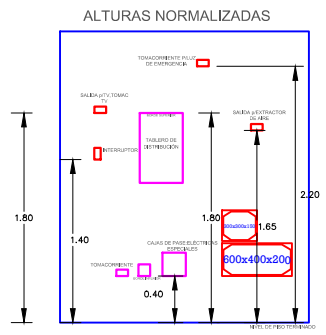 ALTURAS NORMALIZADAS
TOMACORRIENTE P/LUZ
DE EMERGENCIA
SALIDA p/TV,TOMAC
TV
SALIDA p/EXTRACTOR
DE AIRE
TABLERO DE
DISTRIBUCIÓN
INTERRUPTOR
2.20
1.80
1.80
1.65
1.40
600x400x200
CAJAS DE PASE,ELÉCTRICAS
ESPECIALES
TOMACORRIENTE
0.40
NIVEL DE PISO TERMINADO